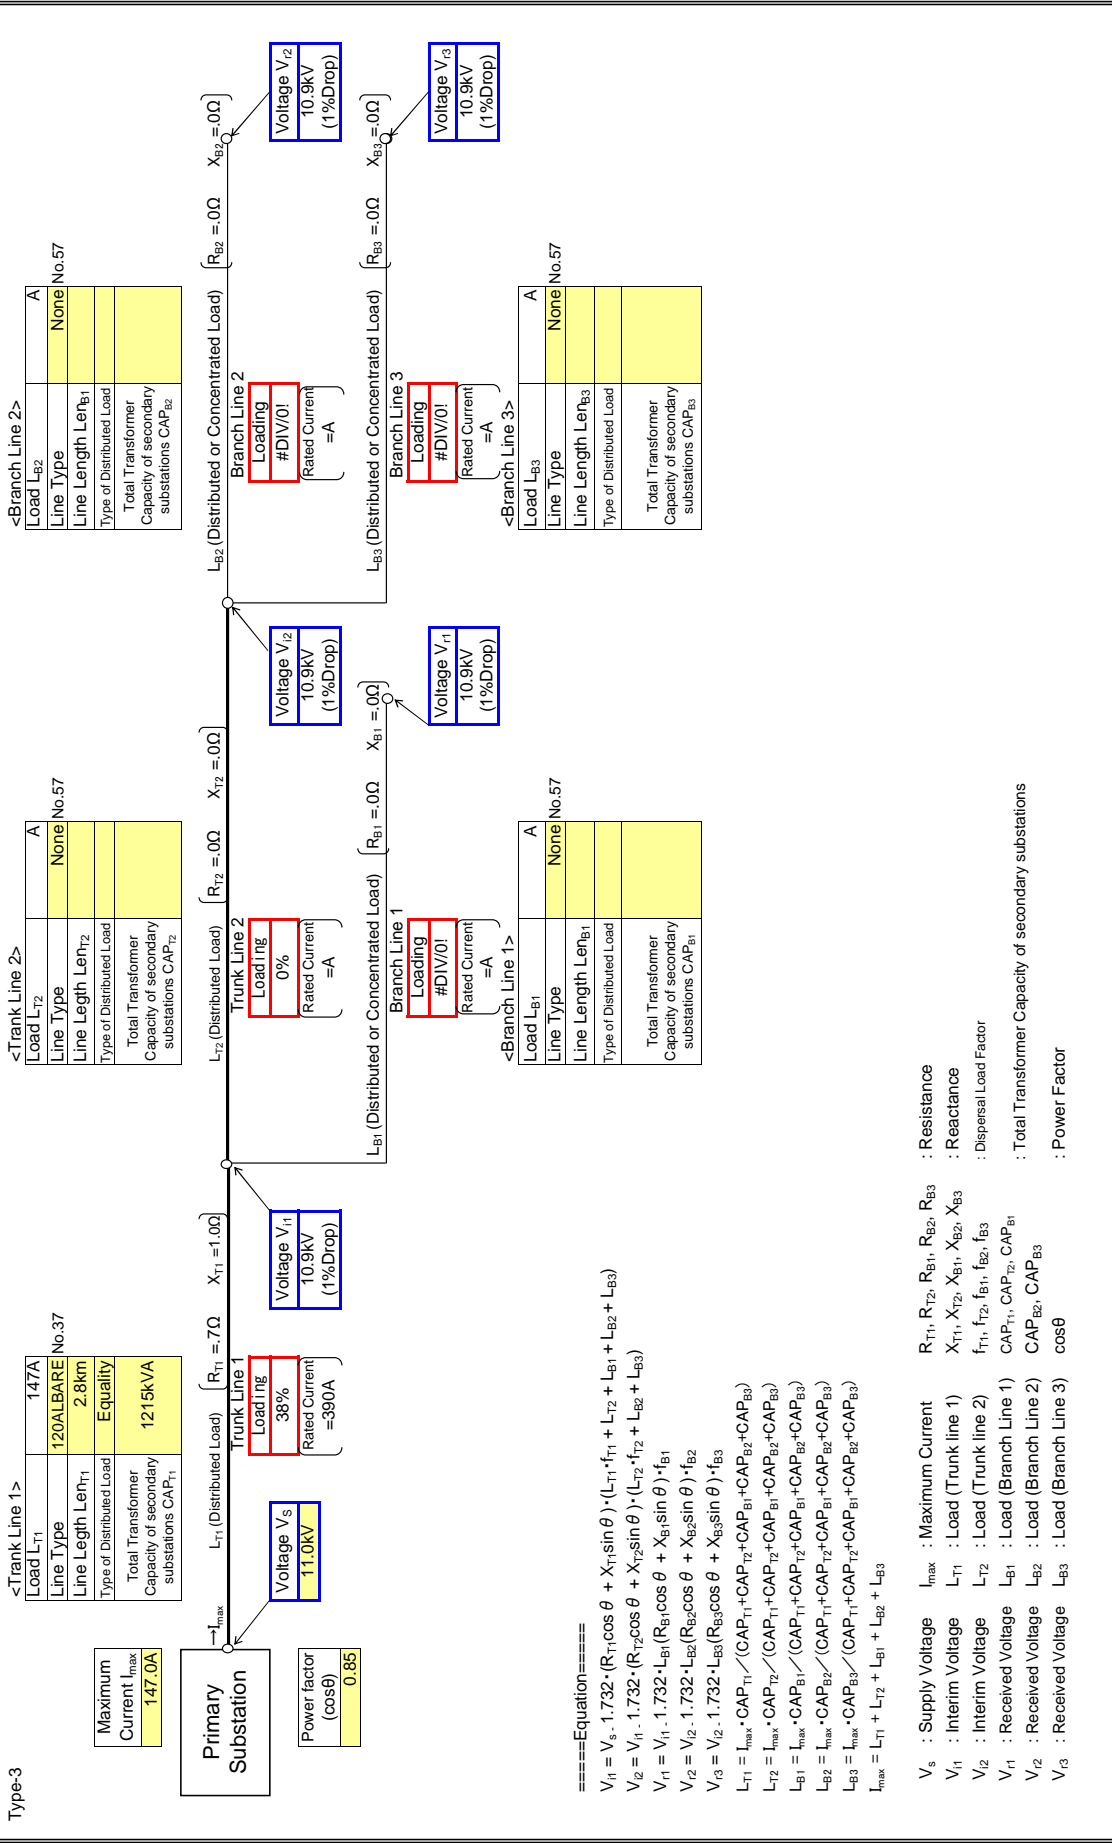 Type-3
Maximum
Current Imax
147.0A
<Trank Line 1>
Load LT1 147A
Line Type 120ALBARE No.37
Line Legth LenT1 2.8km
Type of Distributed Load Equality
Total Transformer
Capacity of secondary
substations CAPT1 1215kVA
<Trank Line 2>
Load LT2 A
Line Type None No.57
Line Length LenT2
Type of Distributed Load
Total Transformer
Capacity of secondary
substations CAPT2
<Branch Line 2>
Load LB2 A
Line Type None No.57
Line Length LenB1
Type of Distributed Load
Total Transformer
Capacity of secondary
substations CAPB2
Primary
Substation
→Imax
LT1 (Distributed Load)
RT1 =.7Ω XT1 =1.0Ω
LT2 (Distributed Load)
RT2 =.0Ω XT2 =.0Ω
LB2 (Distributed or Concentrated Load)
RB2 =.0Ω XB2 =.0Ω
Power factor
(cosθ)
0.85
Voltage VS
11.0kV
Trunk Line 1
Loading
38%
Rated Current
=390A
Voltage Vi1
10.9kV
(1%Drop)
Trunk Line 2
Loading
0%
Rated Current
=A
Voltage Vi2
10.9kV
(1%Drop)
Branch Line 2
Loading
#DIV/0!
Rated Current
=A
Voltage Vr2
10.9kV
(1%Drop)
LB1 (Distributed or Concentrated Load)
RB1 =.0Ω XB1 =.0Ω
LB3 (Distributed or Concentrated Load)
RB3 =.0Ω XB3 =.0Ω
Branch Line 1
Loading
#DIV/0!
Rated Current
=A
Voltage Vr1
10.9kV
(1%Drop)
Branch Line 3
Loading
#DIV/0!
Rated Current
=A
Voltage Vr3
10.9kV
(1%Drop)
<Branch Line 1>
Load LB1 A
Line Type None No.57
Line Length LenB1
Type of Distributed Load
Total Transformer
Capacity of secondary
substations CAPB1
<Branch Line 3>
Load LB3 A
Line Type None No.57
Line Length LenB3
Type of Distributed Load
Total Transformer
Capacity of secondary
substations CAPB3
=====Equation=====
Vi1 = Vs - 1.732・(RT1cos θ + XT1sin θ)・(LT1・fT1 + LT2 + LB1 + LB2 + LB3)
Vi2 = Vi1 - 1.732・(RT2cos θ + XT2sin θ)・(LT2・fT2 + LB2 + LB3)
Vr1 = Vi1 - 1.732・LB1(RB1cos θ + XB1sin θ)・fB1
Vr2 = Vi2 - 1.732・LB2(RB2cos θ + XB2sin θ)・fB2
Vr3 = Vi2 - 1.732・LB3(RB3cos θ + XB3sin θ)・fB3
LT1 = Imax・CAPT1／(CAPT1+CAPT2+CAPB1+CAPB2+CAPB3)
LT2 = Imax・CAPT2／(CAPT1+CAPT2+CAPB1+CAPB2+CAPB3)
LB1 = Imax・CAPB1／(CAPT1+CAPT2+CAPB1+CAPB2+CAPB3)
LB2 = Imax・CAPB2／(CAPT1+CAPT2+CAPB1+CAPB2+CAPB3)
LB3 = Imax・CAPB3／(CAPT1+CAPT2+CAPB1+CAPB2+CAPB3)
Imax = LT1 + LT2 + LB1 + LB2 + LB3
Vs : Supply Voltage Imax : Maximum Current RT1, RT2, RB1, RB2, RB3 : Resistance
Vi1 : Interim Voltage LT1 : Load (Trunk line 1) XT1, XT2, XB1, XB2, XB3 : Reactance
Vi2 : Interim Voltage LT2 : Load (Trunk line 2) fT1, fT2, fB1, fB2, fB3 : Dispersal Load Factor
Vr1 : Received Voltage LB1 : Load (Branch Line 1) CAPT1, CAPT2, CAPB1
Vr2 : Received Voltage LB2 : Load (Branch Line 2) CAPB2, CAPB3 : Total Transformer Capacity of secondary substations
Vr3 : Received Voltage LB3 : Load (Branch Line 3) cosθ : Power Factor